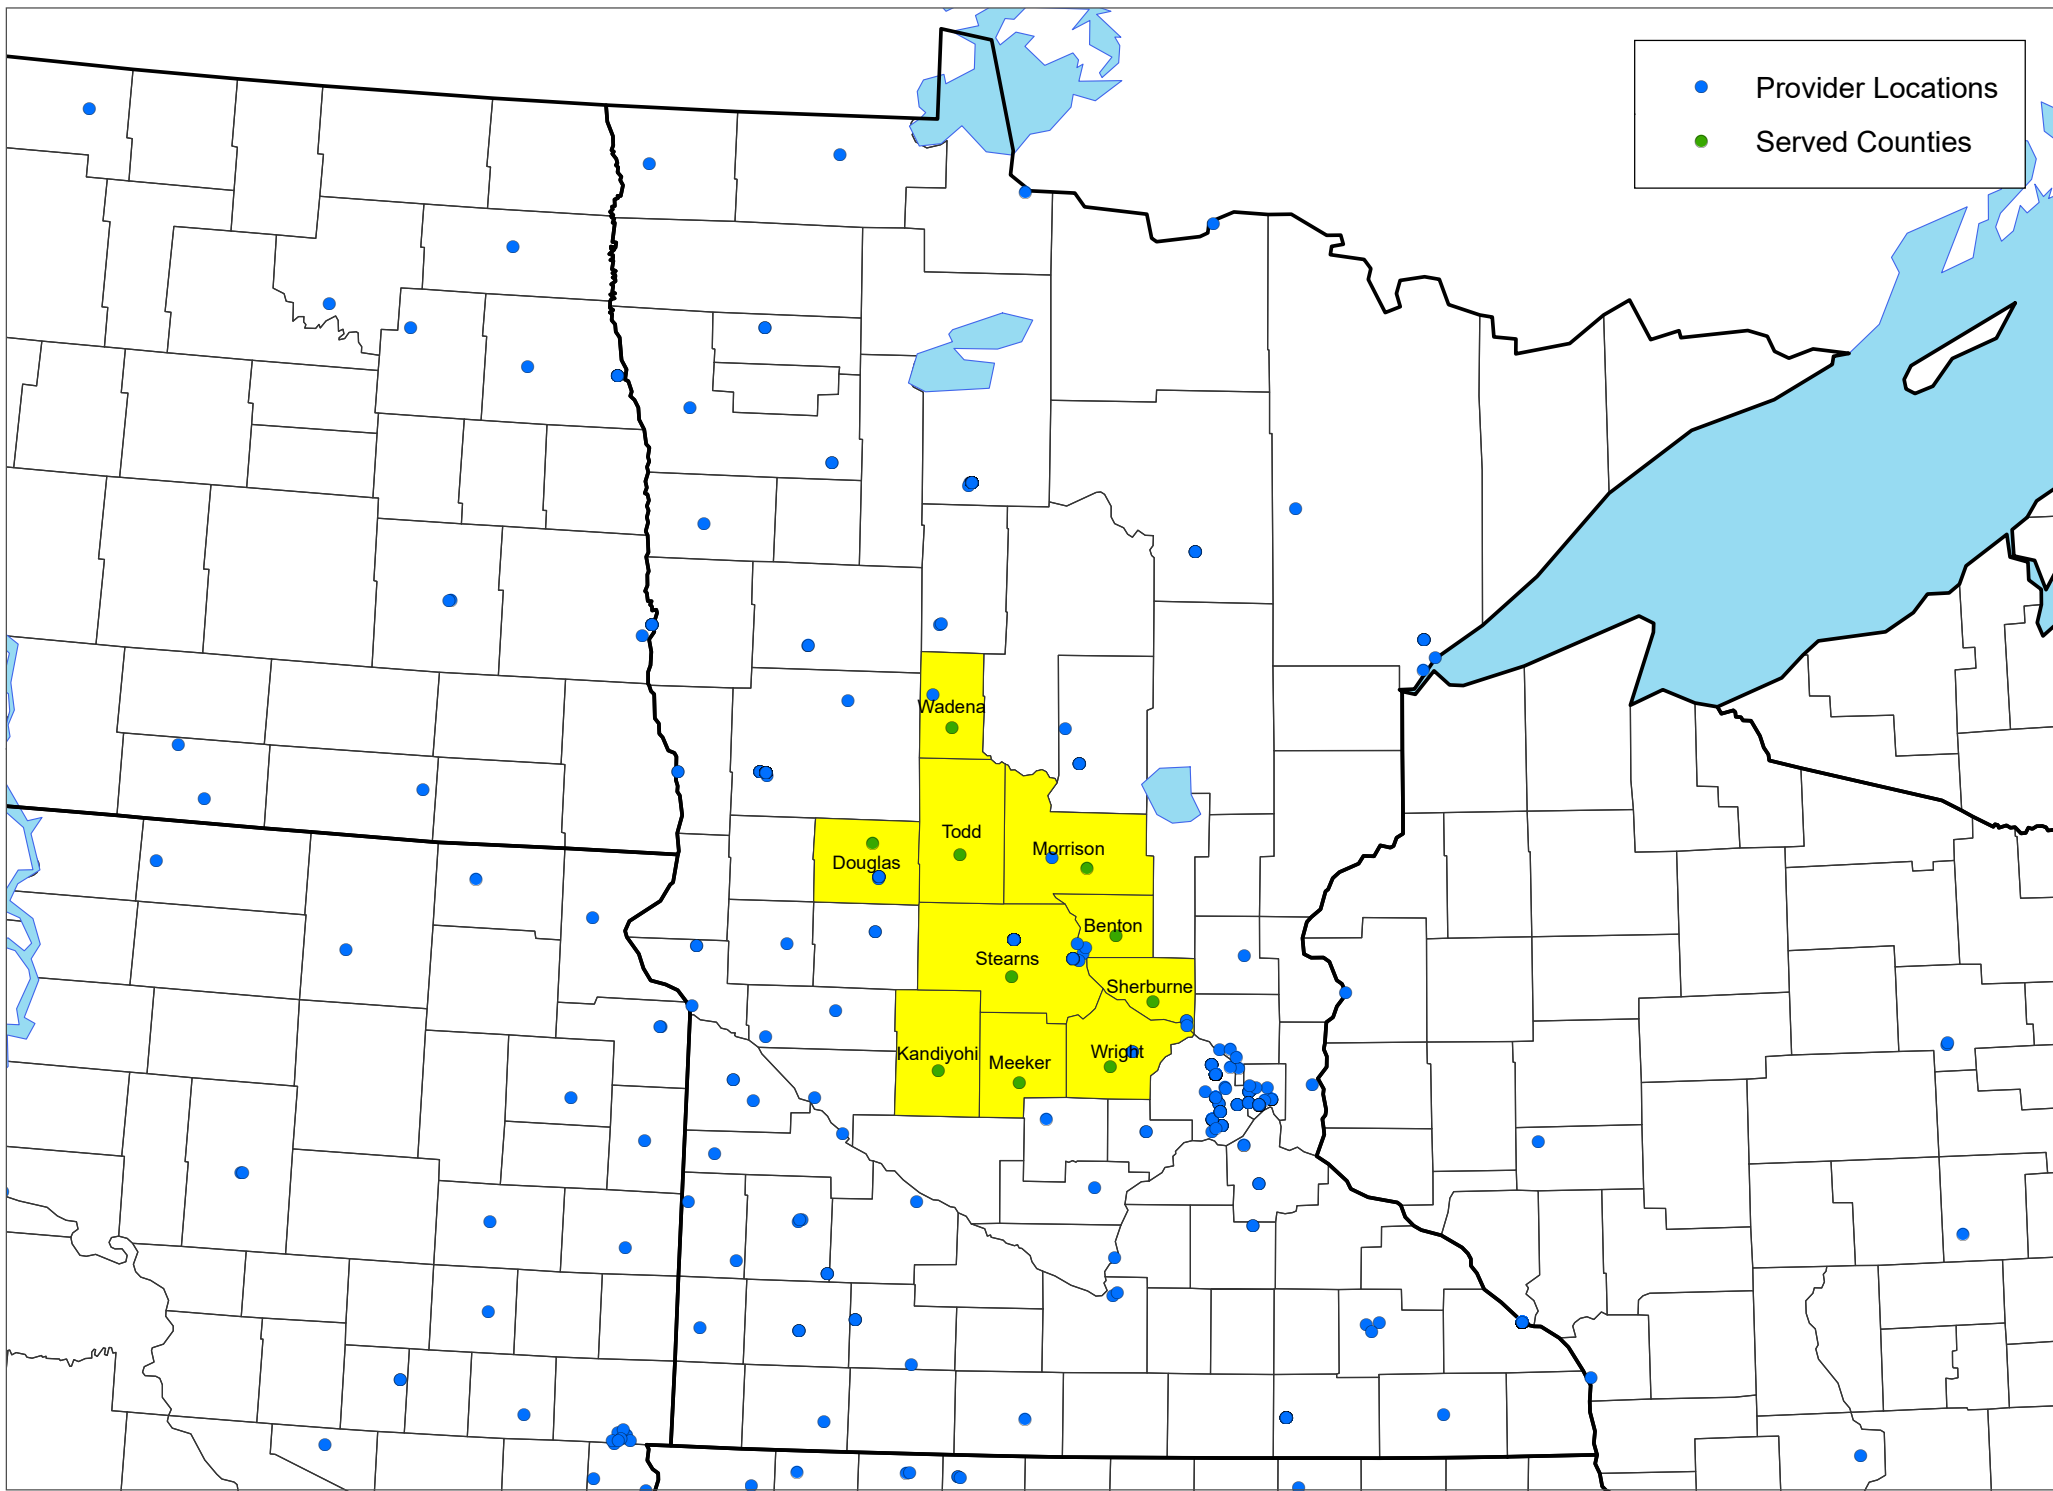 Provider Locations
Served Counties
Wadena
Todd
Morrison
Douglas
Benton
Stearns
Sherburne
Kandiyohi
Meeker
Wright